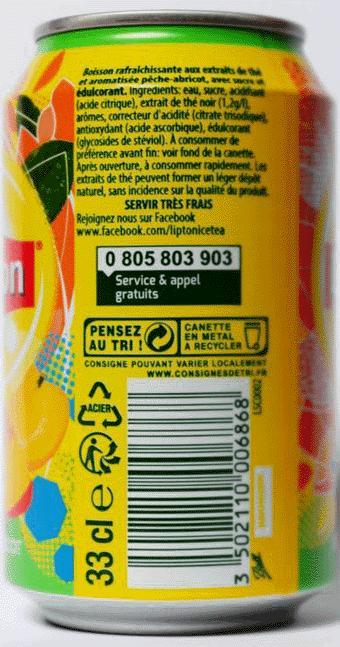 Boisson rafraîchissante aux extraits de thé
et aromatisée pêche-abricot, avec sucre et
édulcorant. Ingrédients: eau, sucre, acidifiant
(acide citrique), extrait de thé noir (1,2g/l),
arômes, correcteur d'acidité (citrate trisodique),
antioxydant (acide ascorbique), édulcorant
(glycosides de stéviol). À consommer de
préférence avant fin: voir fond de la canette.
Après ouverture, à consommer rapidement. Les
extraits de thé peuvent former un léger dépôt
naturel, sans incidence sur la qualité du produit.
SERVIR TRÈS FRAIS
Rejoignez nous sur Facebook
www.facebook.com/liptonicetea
0 805 803 903
Service & appel
gratuits
PENSEZ
AU TRI !
CANETTE
EN METAL
A RECYCLER
CONSIGNE POUVANT VARIER LOCALEMENT
WWW.CONSIGNESDETRI.FR
ACIER
33 cl e
3 502110 006868
LSC0002
Ball
on